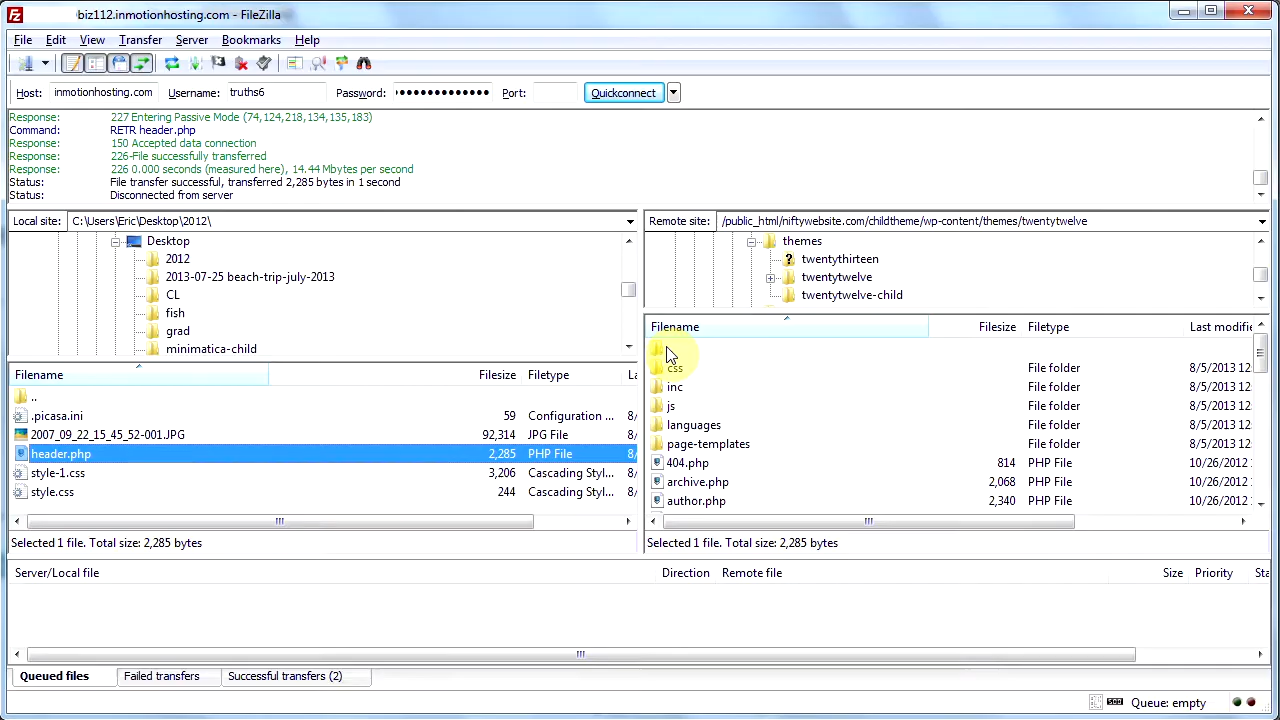 biz112.inmotionhosting.com - FileZilla
File Edit View Transfer Server Bookmarks Help
Host: inmotionhosting.com Username: truths6 Password: ●●●●●●●●●●●●● Port: Quickconnect
Response: 227 Entering Passive Mode (74,124,218,134,135,183)
Command: RETR header.php
Response: 150 Accepted data connection
Response: 226-File successfully transferred
Response: 226 0.000 seconds (measured here), 14.44 Mbytes per second
Status: File transfer successful, transferred 2,285 bytes in 1 second
Status: Disconnected from server
Local site: C:\Users\Eric\Desktop\2012\
Desktop
2012
2013-07-25 beach-trip-july-2013
CL
fish
grad
minimatica-child
Filename Filesize Filetype La
..
.picasa.ini 59 Configuration ... 8/
2007_09_22_15_45_52-001.JPG 92,314 JPG File 8/
header.php 2,285 PHP File 8/
style-1.css 3,206 Cascading Styl... 8/
style.css 244 Cascading Styl... 8/
Selected 1 file. Total size: 2,285 bytes
Remote site: /public_html/niftywebsite.com/childtheme/wp-content/themes/twentytwelve
themes
twentythirteen
twentytwelve
twentytwelve-child
Filename Filesize Filetype Last modifie
css File folder 8/5/2013 12:
inc File folder 8/5/2013 12:
js File folder 8/5/2013 12:
languages File folder 8/5/2013 12:
page-templates File folder 8/5/2013 12:
404.php 814 PHP File 10/26/2012
archive.php 2,068 PHP File 10/26/2012
author.php 2,340 PHP File 10/26/2012
Selected 1 file. Total size: 2,285 bytes
Server/Local file Direction Remote file Size Priority Sta
Queued files Failed transfers Successful transfers (2)
Queue: empty